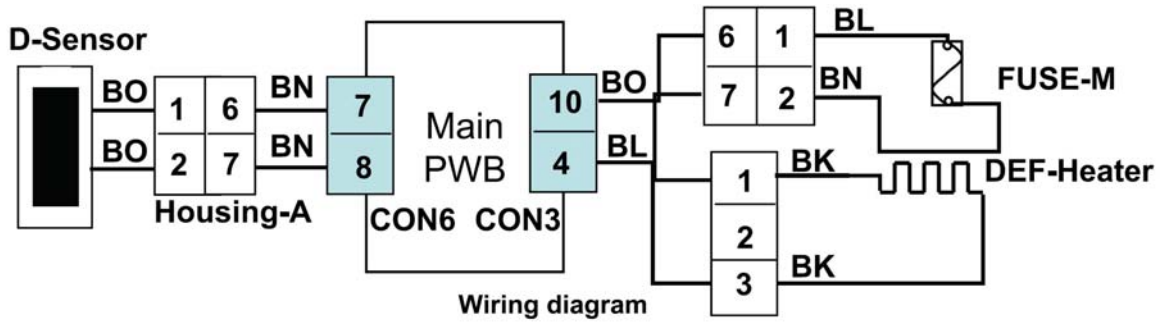 D-Sensor
BO
BO
1 6
2 7
Housing-A
BN
BN
7
8
CON6
Main
PWB
10
4
CON3
BO
BL
6 1
7 2
BL
BN
FUSE-M
1
2
3
BK
BK
DEF-Heater
Wiring diagram